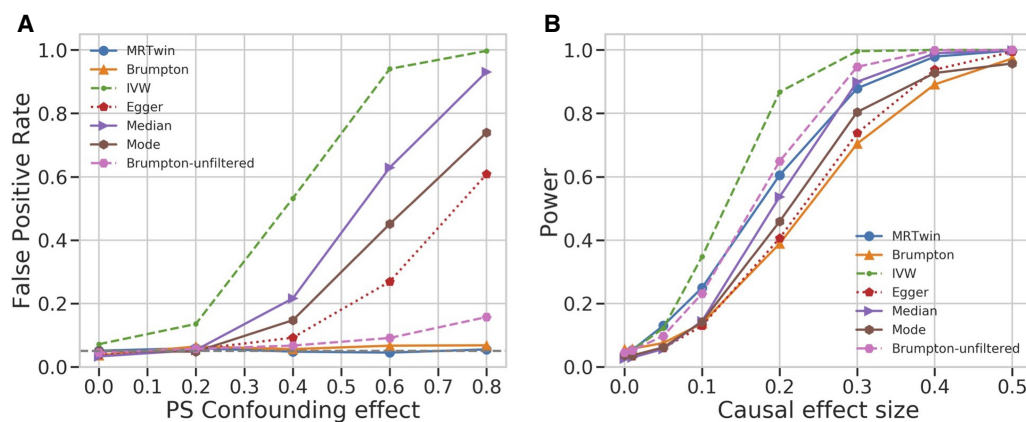 A
1.0
0.8
0.6
0.4
0.2
0.0
False Positive Rate
MRTwin
Brumpton
IVW
Egger
Median
Mode
Brumpton-unfiltered
0.0 0.1 0.2 0.3 0.4 0.5 0.6 0.7 0.8
PS Confounding effect
B
1.0
0.8
0.6
0.4
0.2
0.0
Power
MRTwin
Brumpton
IVW
Egger
Median
Mode
Brumpton-unfiltered
0.0 0.1 0.2 0.3 0.4 0.5
Causal effect size